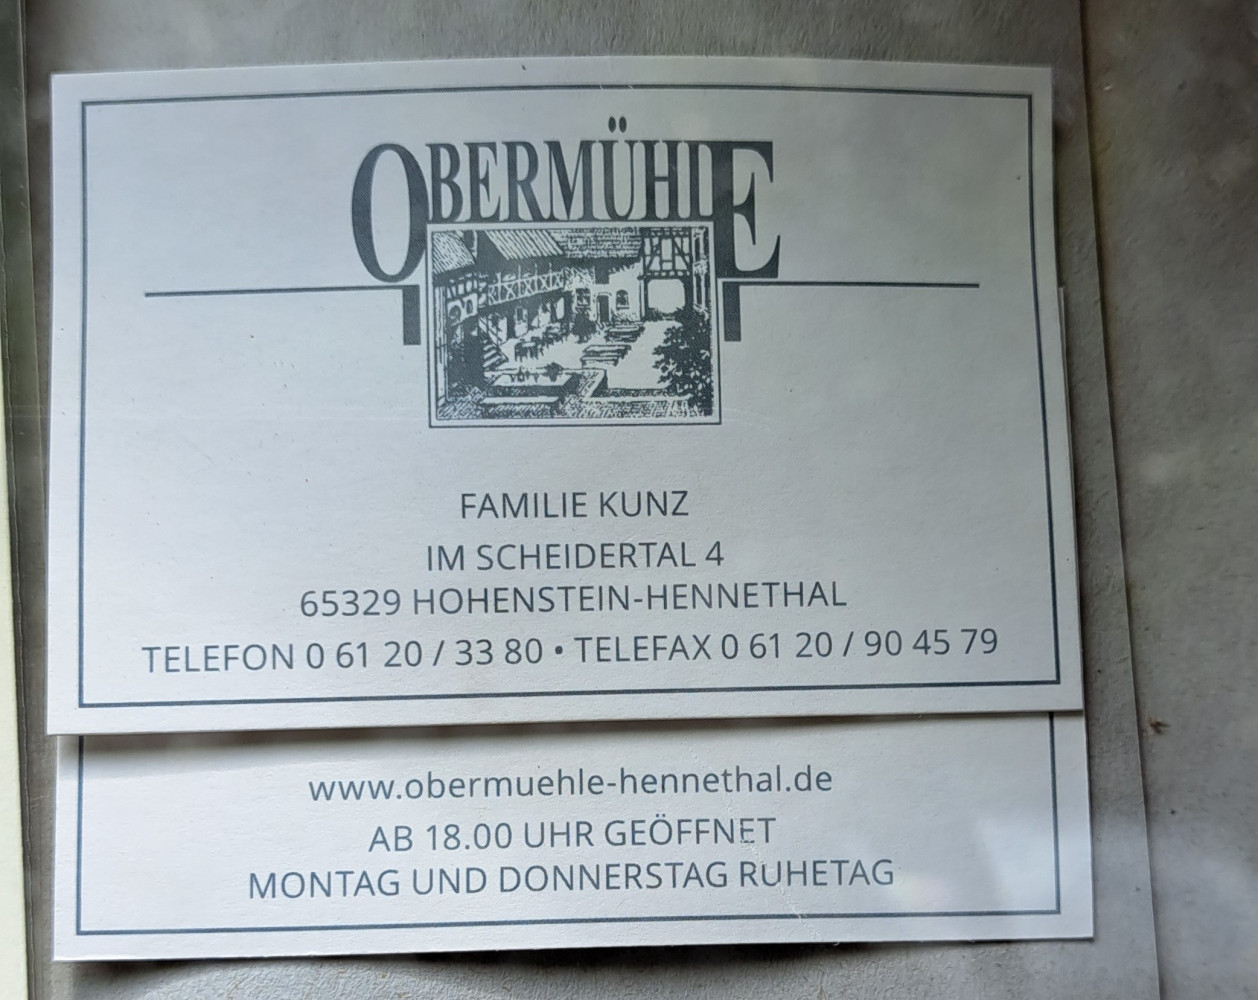 OBERMÜHLE
FAMILIE KUNZ
IM SCHEIDERTAL 4
65329 HOHENSTEIN-HENNETHAL
TELEFON 0 61 20 / 33 80 • TELEFAX 0 61 20 / 90 45 79
www.obermuehle-hennethal.de
AB 18.00 UHR GEÖFFNET
MONTAG UND DONNERSTAG RUHETAG